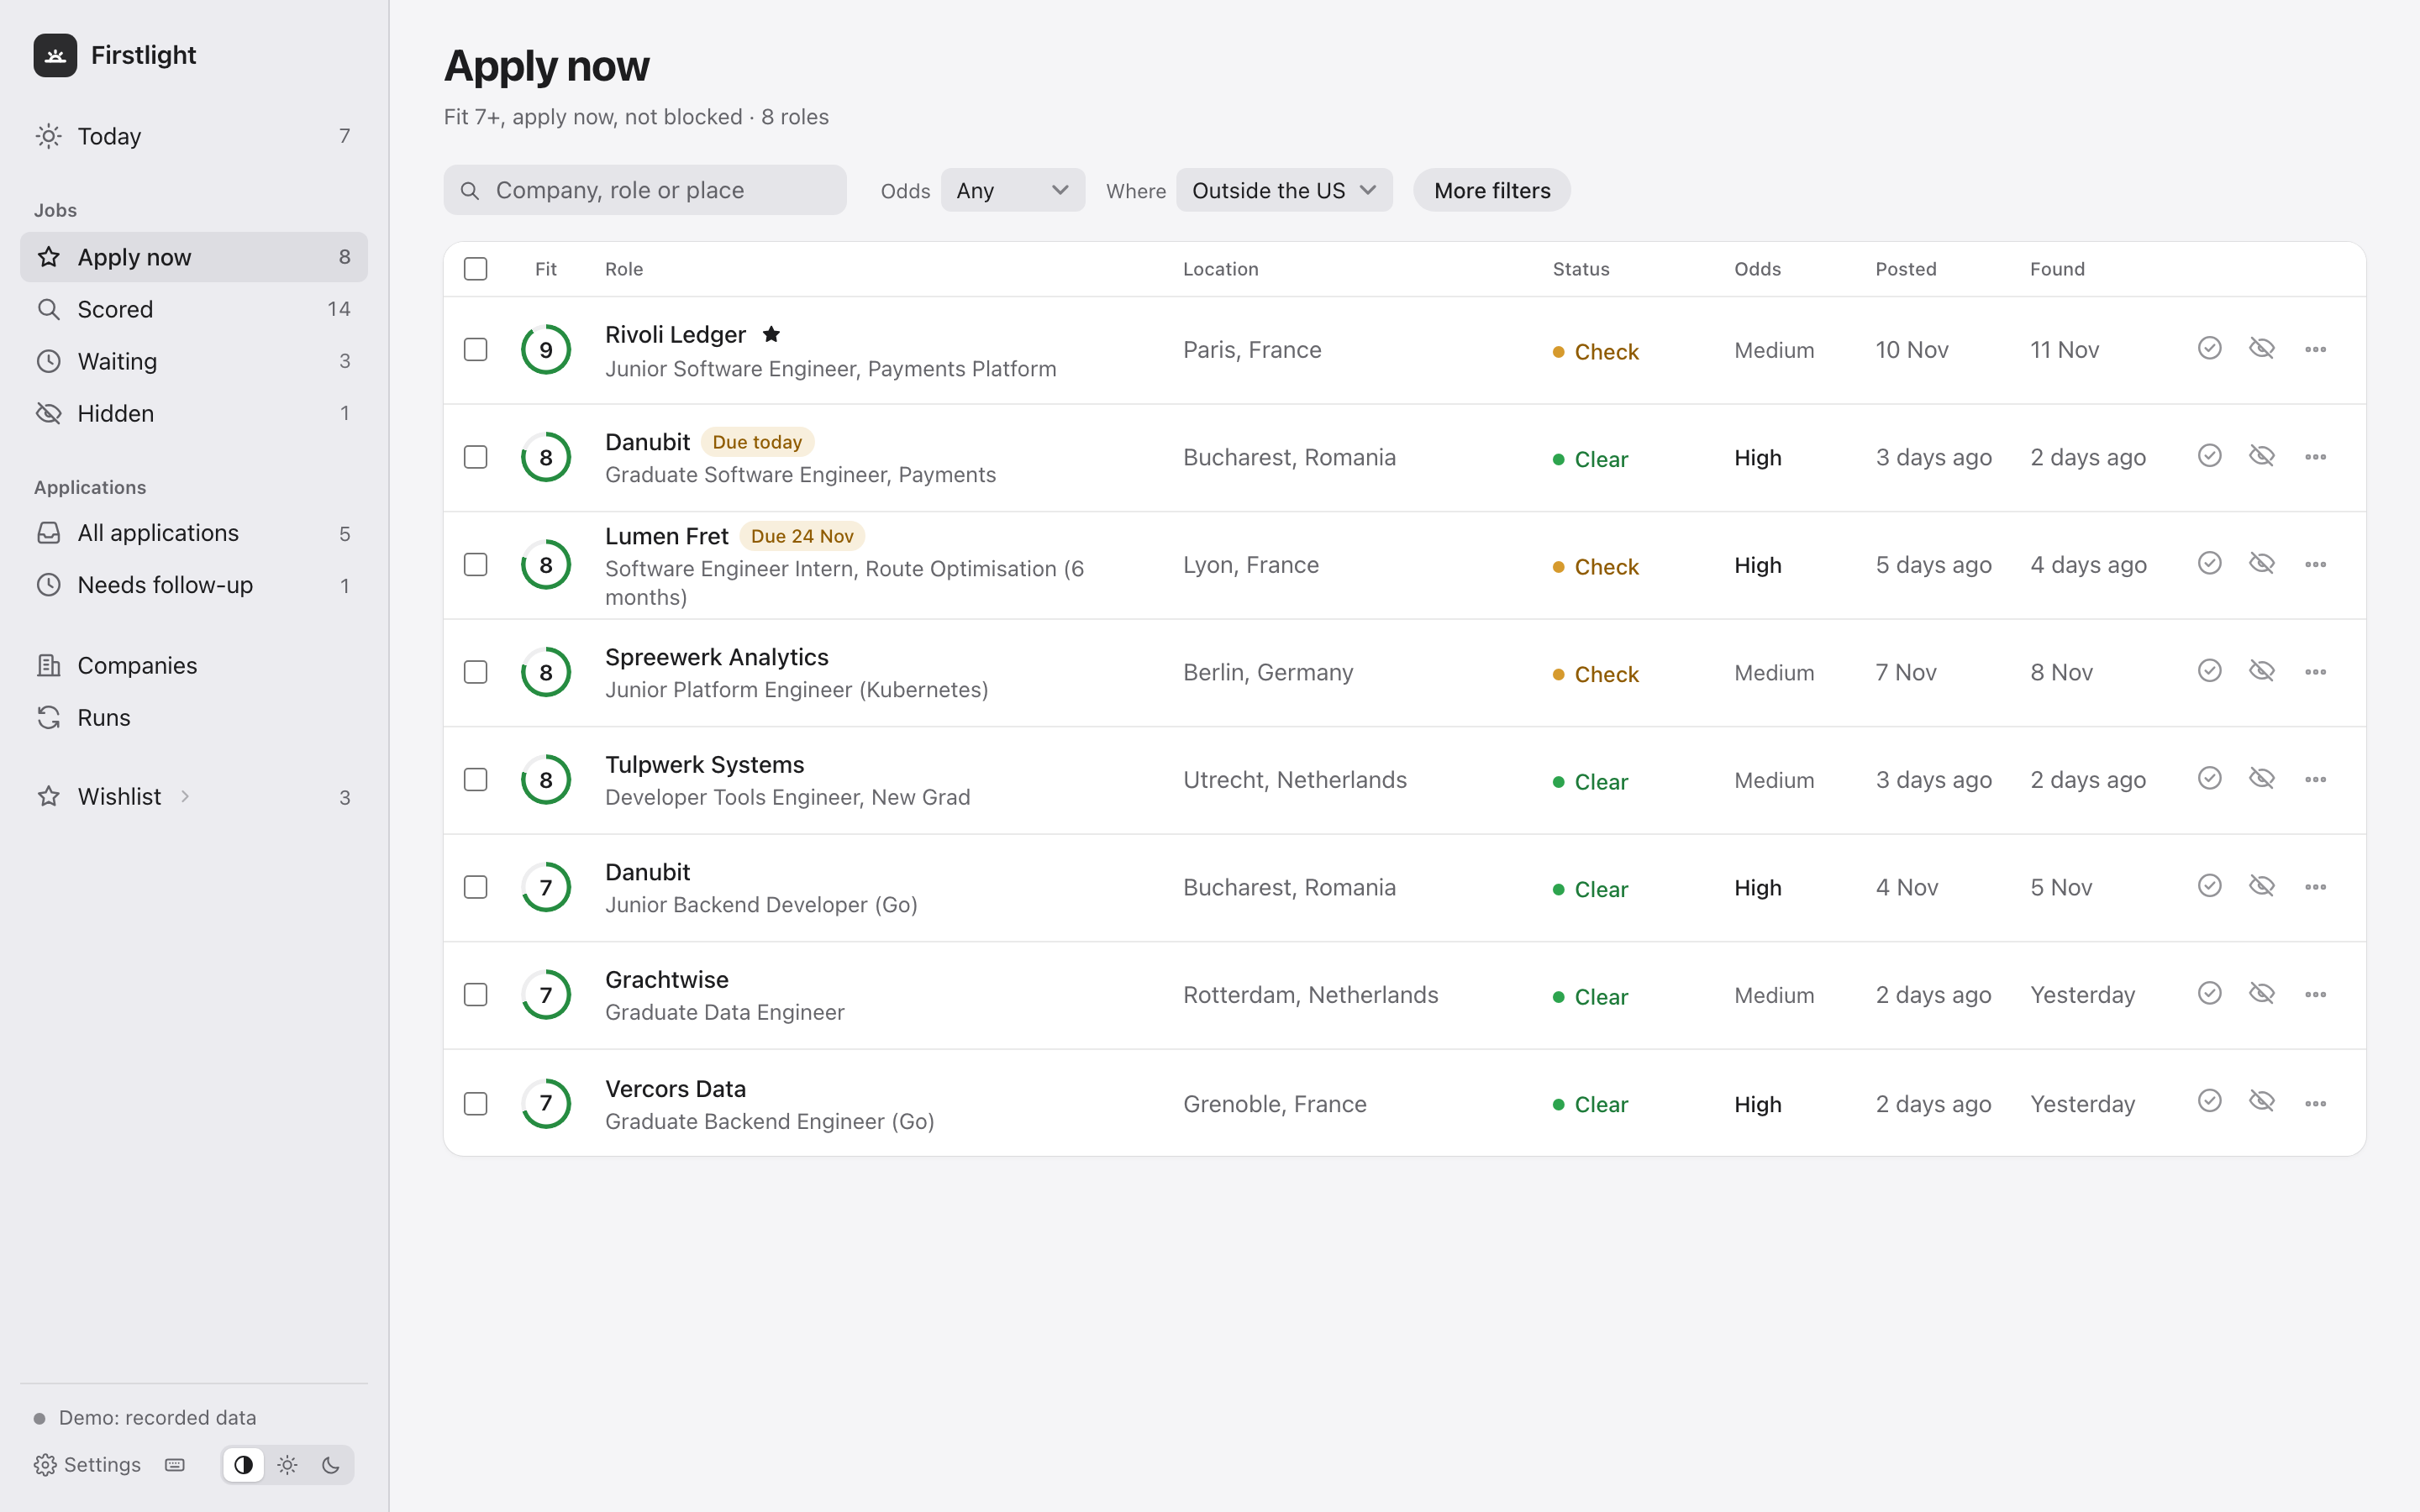 Firstlight
Today 7
Jobs
Apply now 8
Scored 14
Waiting 3
Hidden 1
Applications
All applications 5
Needs follow-up 1
Companies
Runs
Wishlist 3
Demo: recorded data
Settings
Apply now
Fit 7+, apply now, not blocked · 8 roles
Company, role or place Odds Any Where Outside the US More filters
Fit Role Location Status Odds Posted Found
9 Rivoli Ledger Paris, France Check Medium 10 Nov 11 Nov
Junior Software Engineer, Payments Platform
8 Danubit Due today Bucharest, Romania Clear High 3 days ago 2 days ago
Graduate Software Engineer, Payments
8 Lumen Fret Due 24 Nov Lyon, France Check High 5 days ago 4 days ago
Software Engineer Intern, Route Optimisation (6
months)
8 Spreewerk Analytics Berlin, Germany Check Medium 7 Nov 8 Nov
Junior Platform Engineer (Kubernetes)
8 Tulpwerk Systems Utrecht, Netherlands Clear Medium 3 days ago 2 days ago
Developer Tools Engineer, New Grad
7 Danubit Bucharest, Romania Clear High 4 Nov 5 Nov
Junior Backend Developer (Go)
7 Grachtwise Rotterdam, Netherlands Clear Medium 2 days ago Yesterday
Graduate Data Engineer
7 Vercors Data Grenoble, France Clear High 2 days ago Yesterday
Graduate Backend Engineer (Go)